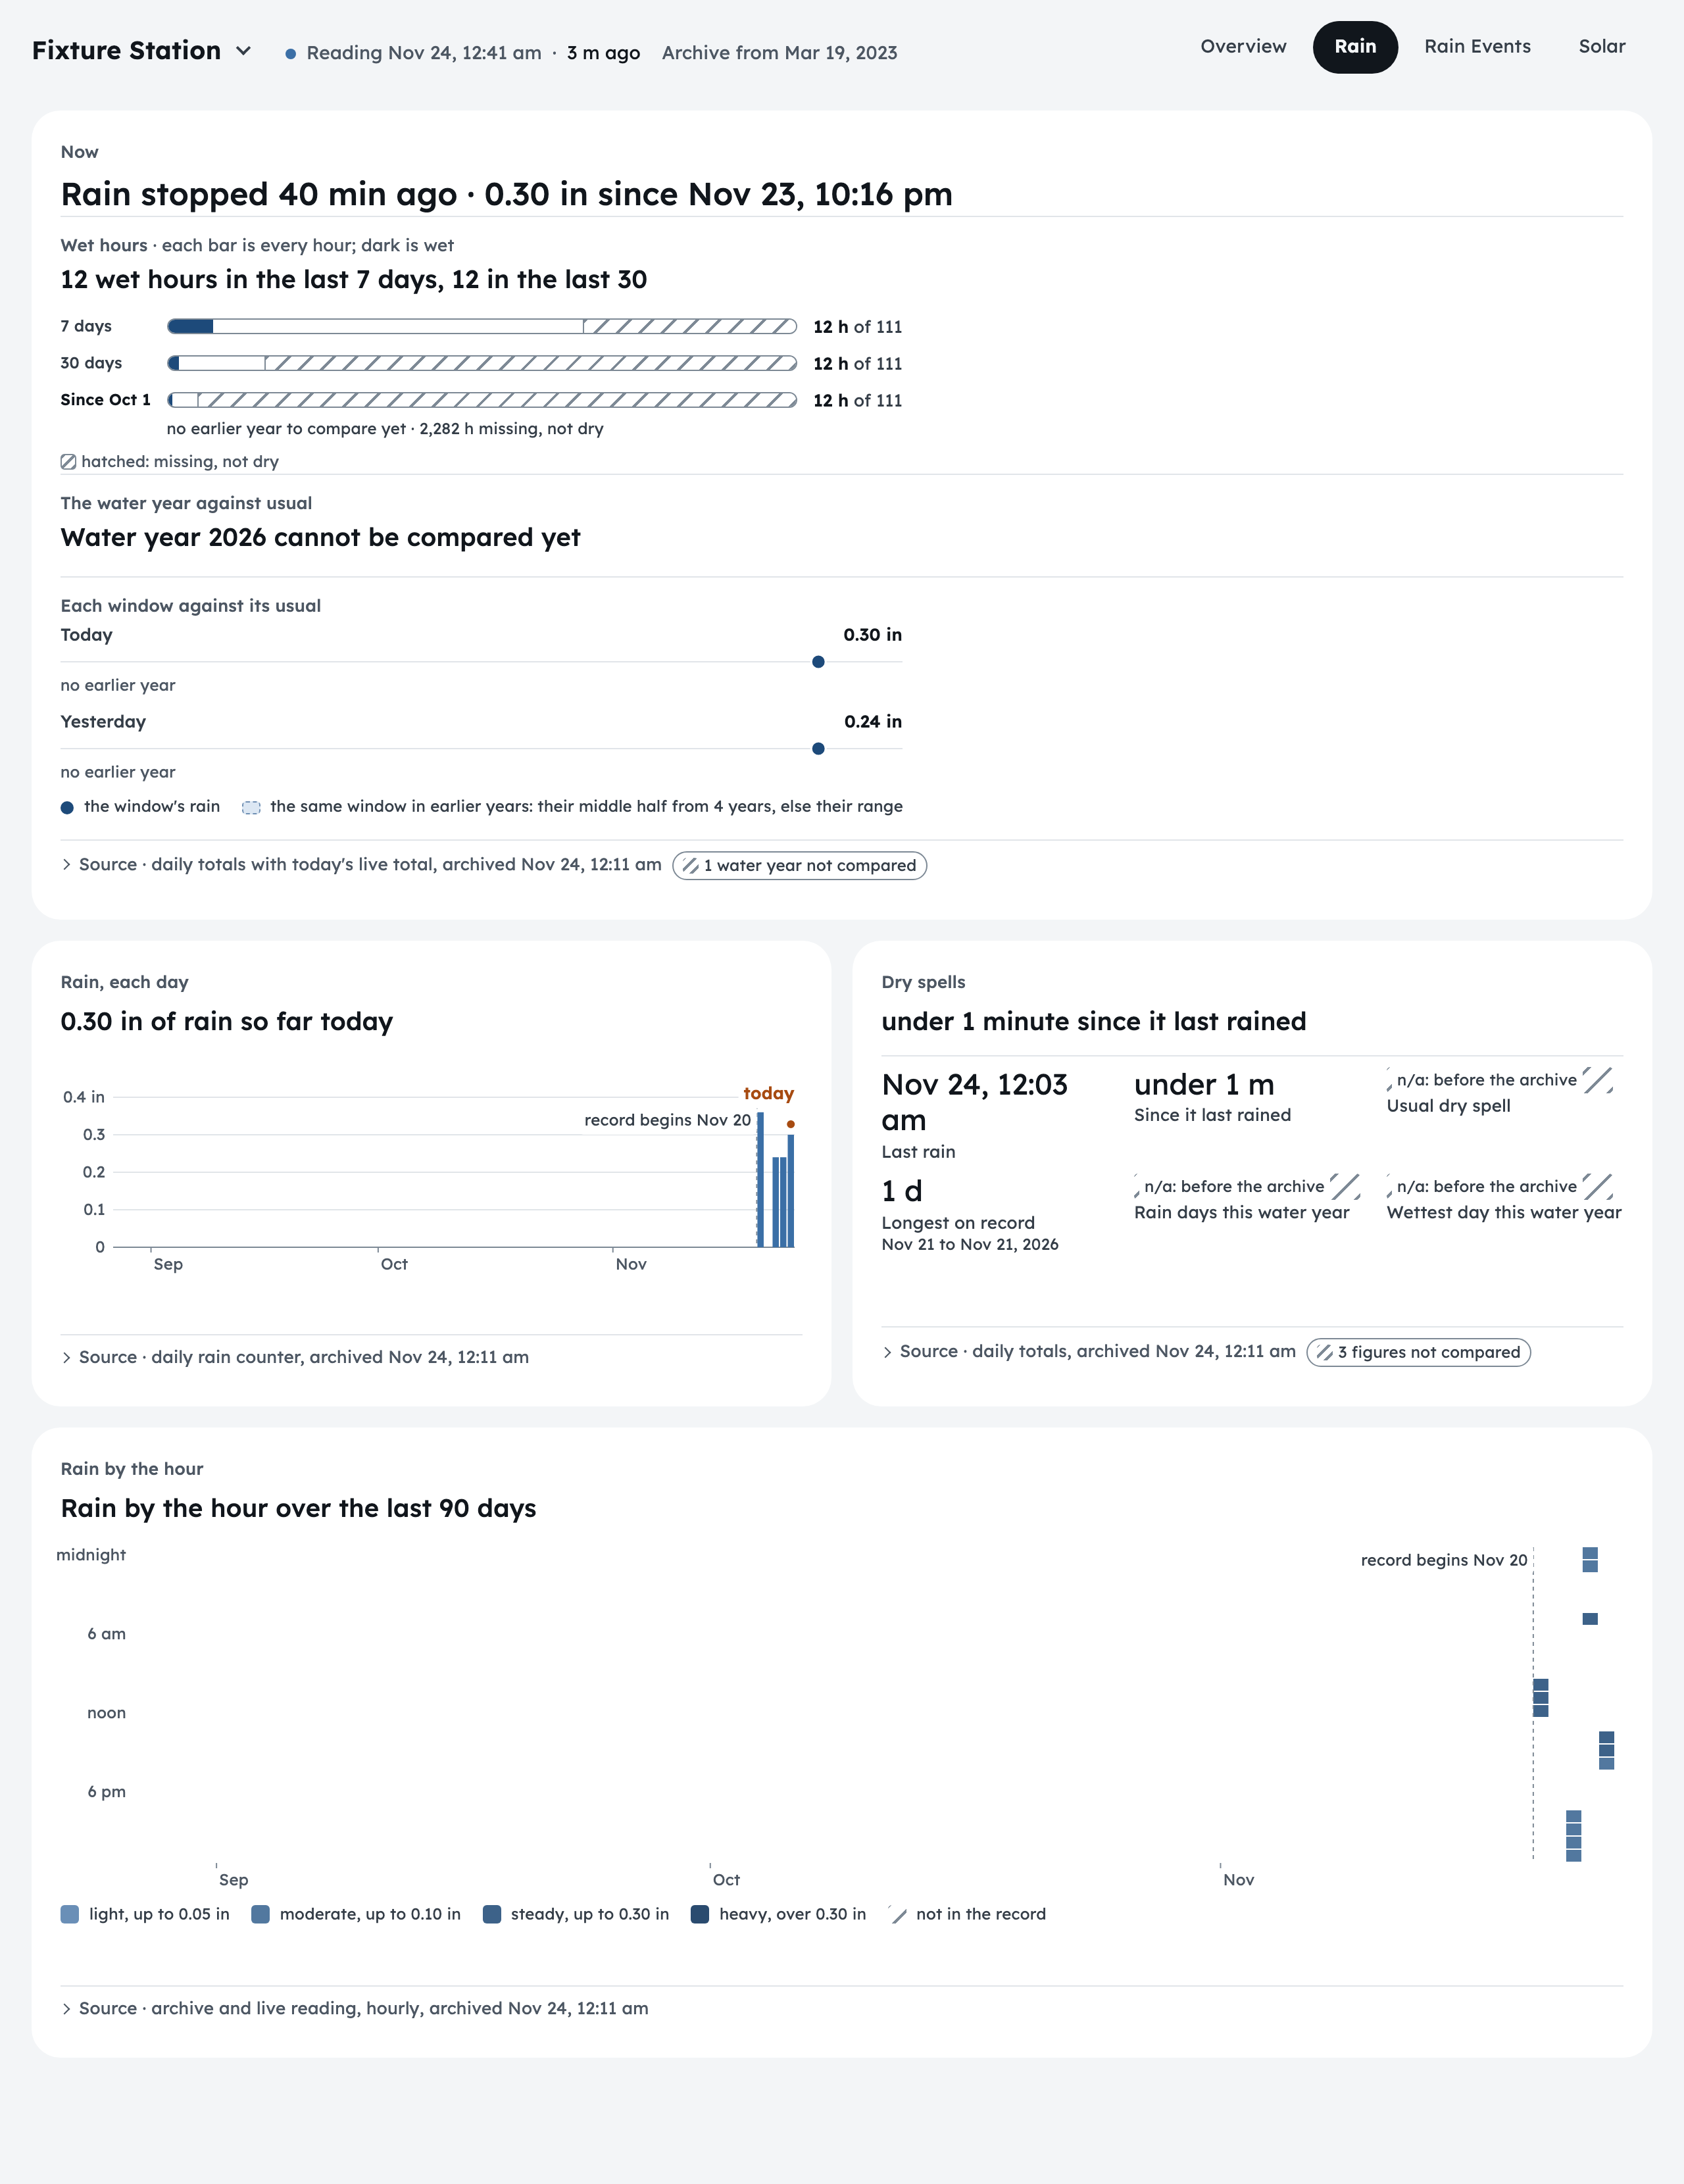 Fixture Station
Reading Nov 24, 12:41 am · 3 m ago Archive from Mar 19, 2023
Overview Rain Rain Events Solar
Now
Rain stopped 40 min ago · 0.30 in since Nov 23, 10:16 pm
Wet hours · each bar is every hour; dark is wet
12 wet hours in the last 7 days, 12 in the last 30
7 days 12 h of 111
30 days 12 h of 111
Since Oct 1 12 h of 111
no earlier year to compare yet · 2,282 h missing, not dry
hatched: missing, not dry
The water year against usual
Water year 2026 cannot be compared yet
Each window against its usual
Today 0.30 in
no earlier year
Yesterday 0.24 in
no earlier year
the window's rain the same window in earlier years: their middle half from 4 years, else their range
Source · daily totals with today's live total, archived Nov 24, 12:11 am 1 water year not compared
Rain, each day
0.30 in of rain so far today
0.4 in
today
record begins Nov 20
0.3
0.2
0.1
0
Sep Oct Nov
Source · daily rain counter, archived Nov 24, 12:11 am
Dry spells
under 1 minute since it last rained
Nov 24, 12:03
am
Last rain
under 1 m
Since it last rained
n/a: before the archive
Usual dry spell
1 d
Longest on record
Nov 21 to Nov 21, 2026
n/a: before the archive
Rain days this water year
n/a: before the archive
Wettest day this water year
Source · daily totals, archived Nov 24, 12:11 am 3 figures not compared
Rain by the hour
Rain by the hour over the last 90 days
midnight
record begins Nov 20
6 am
noon
6 pm
Sep Oct Nov
light, up to 0.05 in moderate, up to 0.10 in steady, up to 0.30 in heavy, over 0.30 in not in the record
Source · archive and live reading, hourly, archived Nov 24, 12:11 am